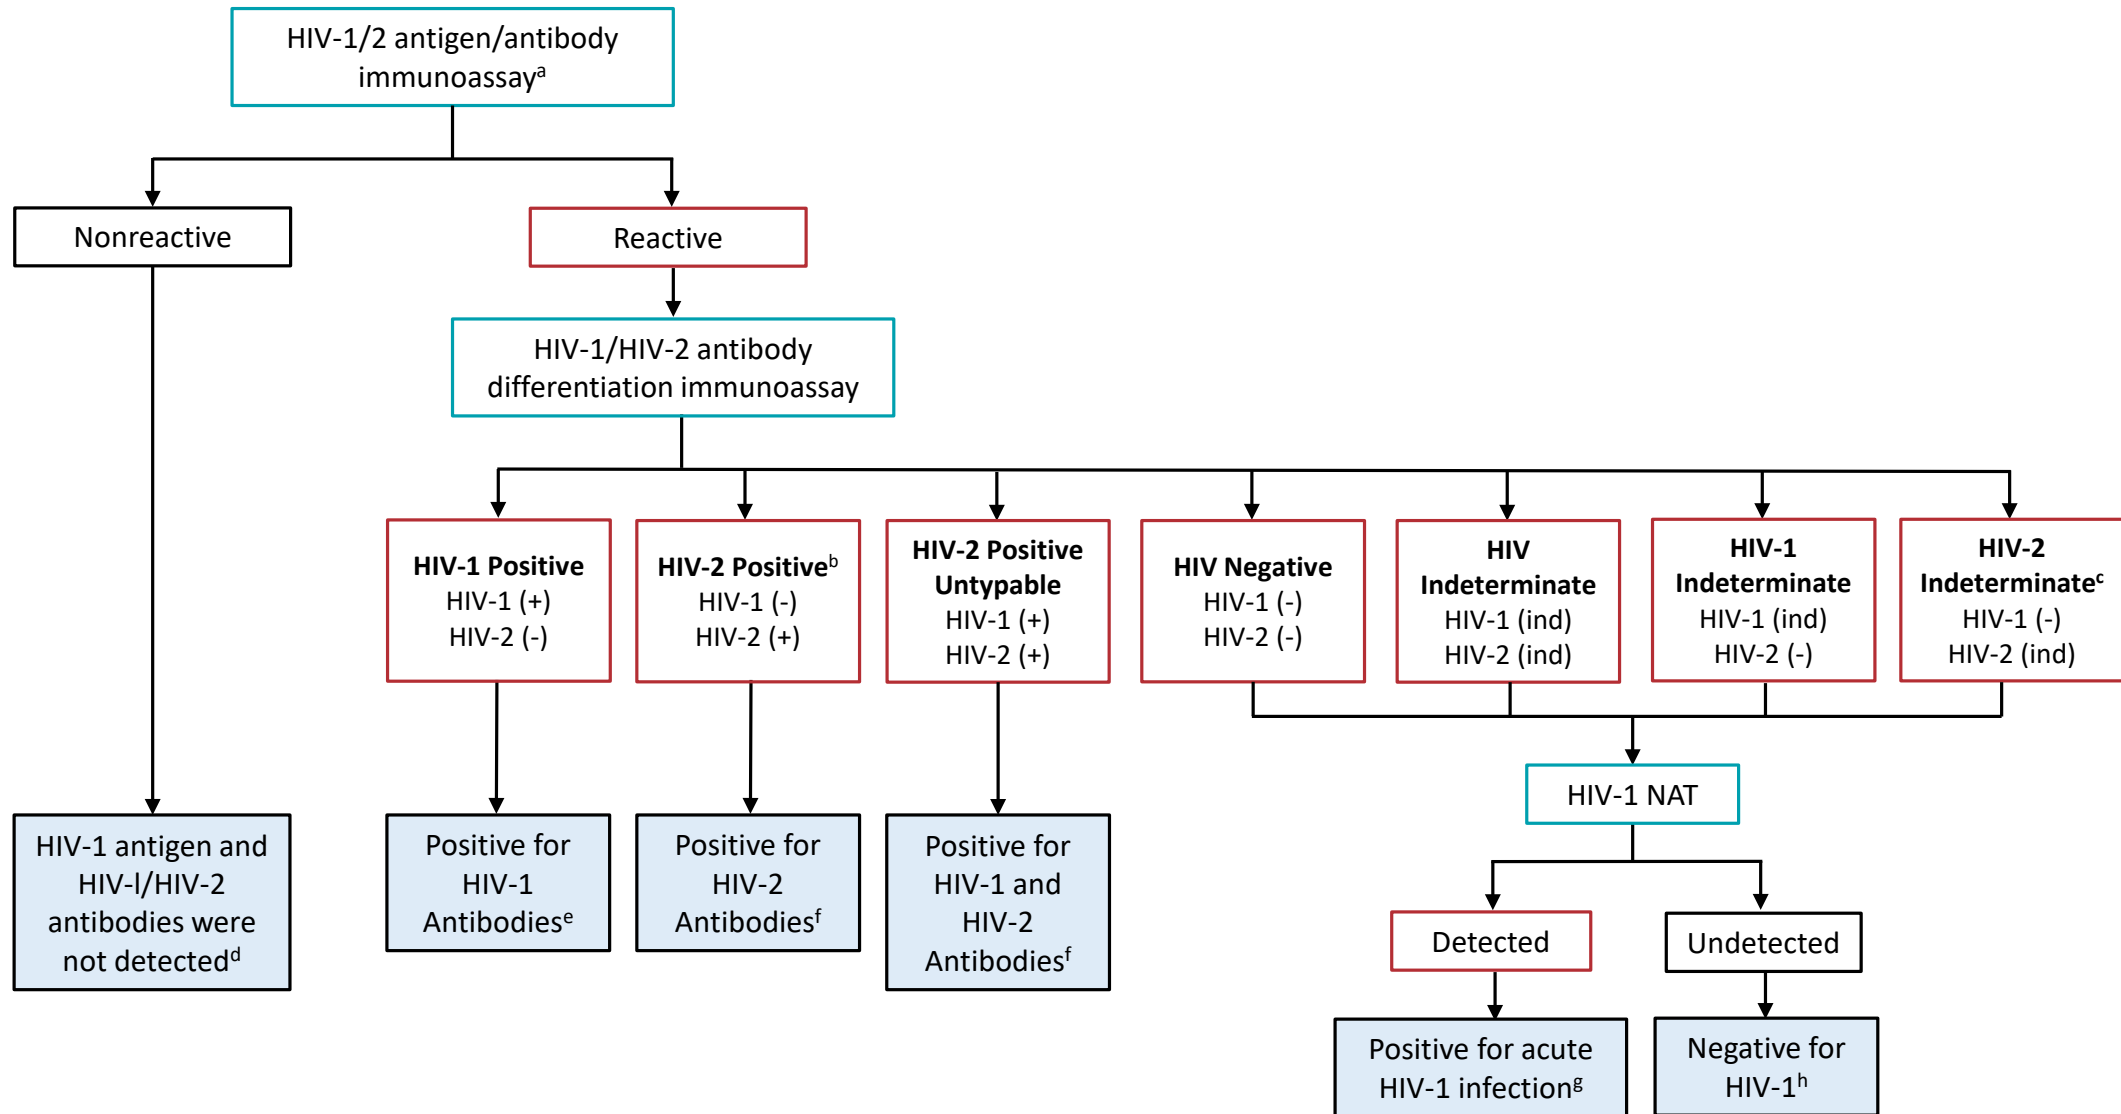 HIV-1/2 antigen/antibody
immunoassayᵃ
Nonreactive
Reactive
HIV-1/HIV-2 antibody
differentiation immunoassay
HIV-1 Positive
HIV-1 (+)
HIV-2 (-)
HIV-2 Positiveᵇ
HIV-1 (-)
HIV-2 (+)
HIV-2 Positive
Untypable
HIV-1 (+)
HIV-2 (+)
HIV Negative
HIV-1 (-)
HIV-2 (-)
HIV
Indeterminate
HIV-1 (ind)
HIV-2 (ind)
HIV-1
Indeterminate
HIV-1 (ind)
HIV-2 (-)
HIV-2
Indeterminateᶜ
HIV-1 (-)
HIV-2 (ind)
HIV-1 NAT
HIV-1 antigen and
HIV-l/HIV-2
antibodies were
not detectedᵈ
Positive for
HIV-1
Antibodiesᵉ
Positive for
HIV-2
Antibodiesᶠ
Positive for
HIV-1 and
HIV-2
Antibodiesᶠ
Detected
Undetected
Positive for acute
HIV-1 infectionᵍ
Negative for
HIV-1ʰ